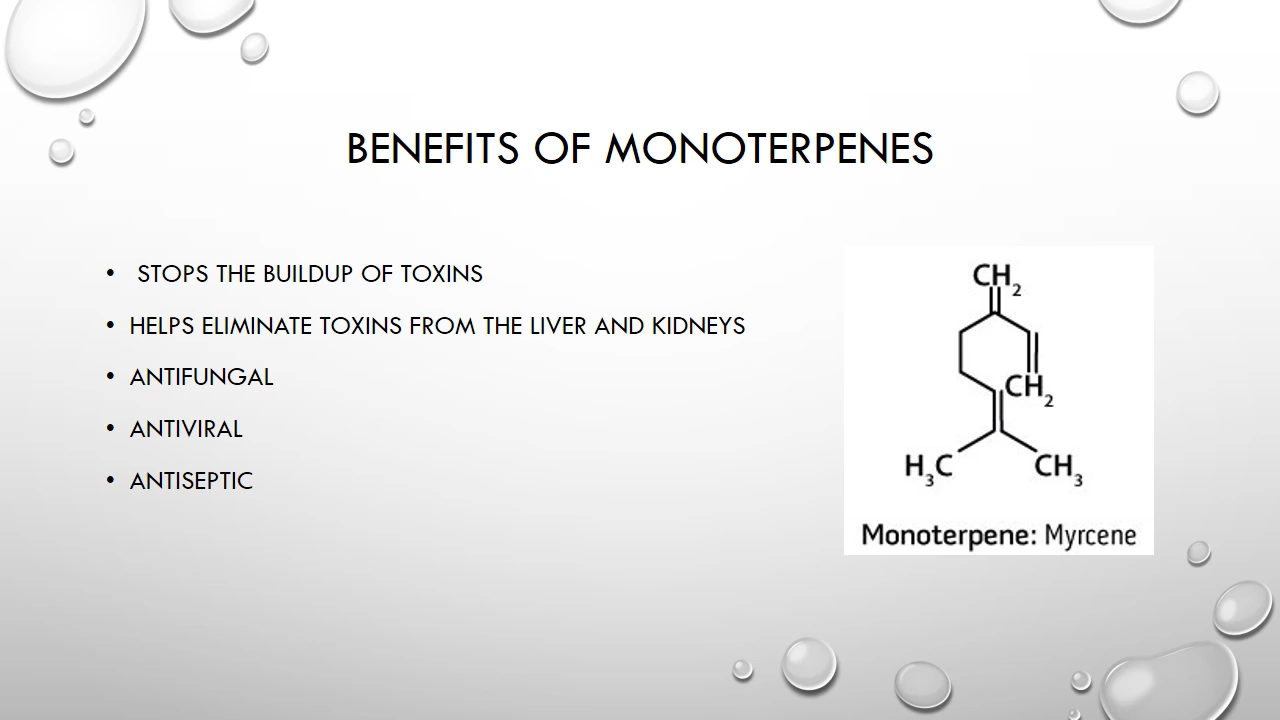 BENEFITS OF MONOTERPENES
• STOPS THE BUILDUP OF TOXINS
• HELPS ELIMINATE TOXINS FROM THE LIVER AND KIDNEYS
• ANTIFUNGAL
• ANTIVIRAL
• ANTISEPTIC
CH₂
CH₂
H₃C CH₃
Monoterpene: Myrcene